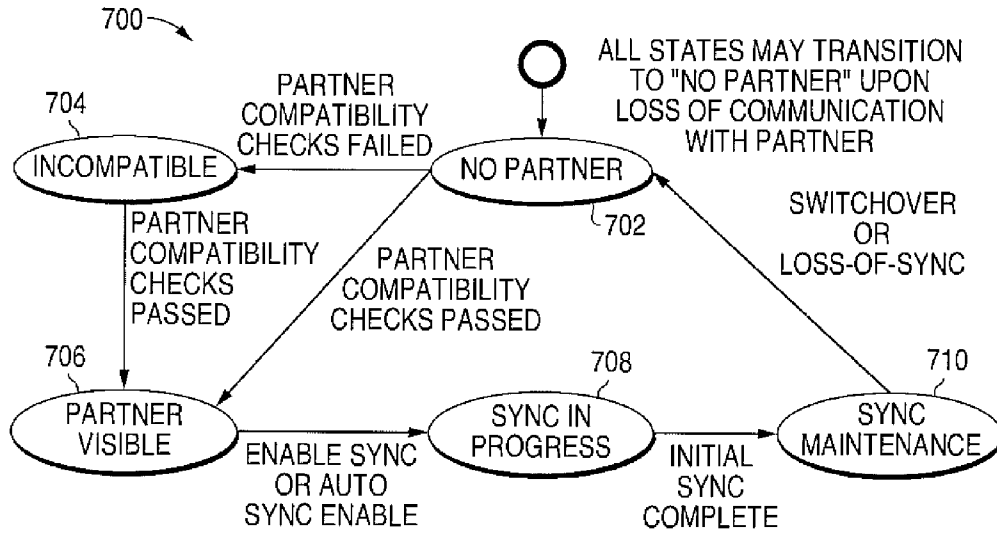 700
ALL STATES MAY TRANSITION
TO "NO PARTNER" UPON
LOSS OF COMMUNICATION
WITH PARTNER
704
PARTNER
COMPATIBILITY
CHECKS FAILED
INCOMPATIBLE
NO PARTNER
702
SWITCHOVER
OR
LOSS-OF-SYNC
PARTNER
COMPATIBILITY
CHECKS
PASSED
PARTNER
COMPATIBILITY
CHECKS PASSED
706
PARTNER
VISIBLE
708
SYNC IN
PROGRESS
710
SYNC
MAINTENANCE
ENABLE SYNC
OR AUTO
SYNC ENABLE
INITIAL
SYNC
COMPLETE